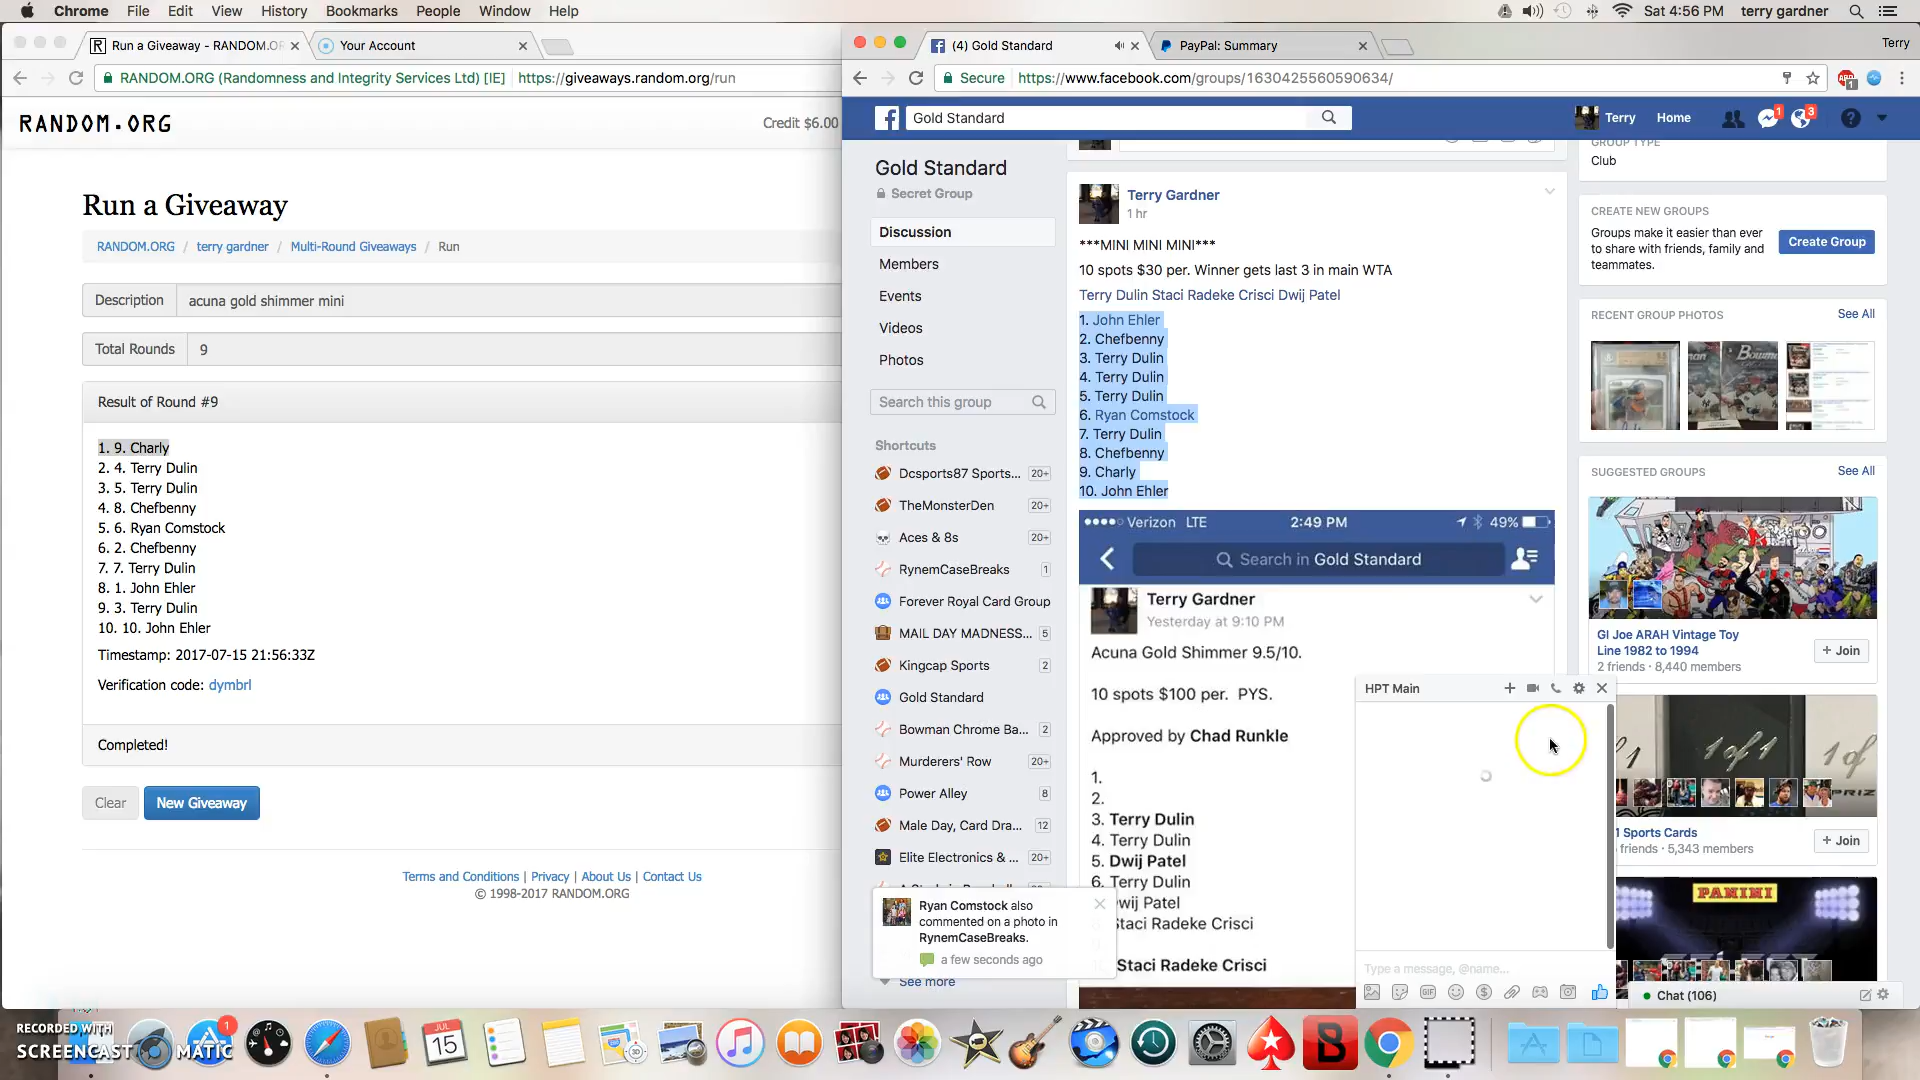 Chrome File Edit View History Bookmarks People Window Help
Sat 4:56 PM terry gardner
Run a Giveaway - RANDOM.OR
Your Account
(4) Gold Standard
PayPal: Summary
Terry
RANDOM.ORG (Randomness and Integrity Services Ltd) [IE] https://giveaways.random.org/run
Secure https://www.facebook.com/groups/1630425560590634/
RANDOM.ORG
Credit $6.00
Run a Giveaway
RANDOM.ORG / terry gardner / Multi-Round Giveaways / Run
Description acuna gold shimmer mini
Total Rounds 9
Result of Round #9
1. 9. Charly
2. 4. Terry Dulin
3. 5. Terry Dulin
4. 8. Chefbenny
5. 6. Ryan Comstock
6. 2. Chefbenny
7. 7. Terry Dulin
8. 1. John Ehler
9. 3. Terry Dulin
10. 10. John Ehler
Timestamp: 2017-07-15 21:56:33Z
Verification code: dymbrl
Completed!
Clear New Giveaway
Terms and Conditions | Privacy | About Us | Contact Us
© 1998-2017 RANDOM.ORG
Gold Standard
Terry Home 1 3
Gold Standard
Secret Group
Discussion
Members
Events
Videos
Photos
Search this group
Shortcuts
Dcsports87 Sports... 20+
TheMonsterDen 20+
Aces & 8s 20+
RynemCaseBreaks 1
Forever Royal Card Group
MAIL DAY MADNESS... 5
Kingcap Sports 2
Gold Standard
Bowman Chrome Ba... 2
Murderers' Row 20+
Power Alley 8
Male Day, Card Dra... 12
Elite Electronics & ... 20+
See more
Ryan Comstock also
commented on a photo in
RynemCaseBreaks.
a few seconds ago
Terry Gardner
1 hr
***MINI MINI MINI***
10 spots $30 per. Winner gets last 3 in main WTA
Terry Dulin Staci Radeke Crisci Dwij Patel
1. John Ehler
2. Chefbenny
3. Terry Dulin
4. Terry Dulin
5. Terry Dulin
6. Ryan Comstock
7. Terry Dulin
8. Chefbenny
9. Charly
10. John Ehler
Verizon LTE 2:49 PM 49%
Search in Gold Standard
Terry Gardner
Yesterday at 9:10 PM
Acuna Gold Shimmer 9.5/10.
10 spots $100 per. PYS.
Approved by Chad Runkle
1.
2.
3. Terry Dulin
4. Terry Dulin
5. Dwij Patel
6. Terry Dulin
Dwij Patel
Staci Radeke Crisci
Staci Radeke Crisci
HPT Main
Type a message, @name...
GROUP TYPE
Club
CREATE NEW GROUPS
Groups make it easier than ever
to share with friends, family and
teammates.
Create Group
RECENT GROUP PHOTOS See All
SUGGESTED GROUPS See All
GI Joe ARAH Vintage Toy
Line 1982 to 1994
2 friends · 8,440 members
+ Join
1 of 1
Sports Cards
friends · 5,343 members
+ Join
PANINI
Chat (106)
RECORDED WITH
SCREENCAST MATIC
1
JUL
15